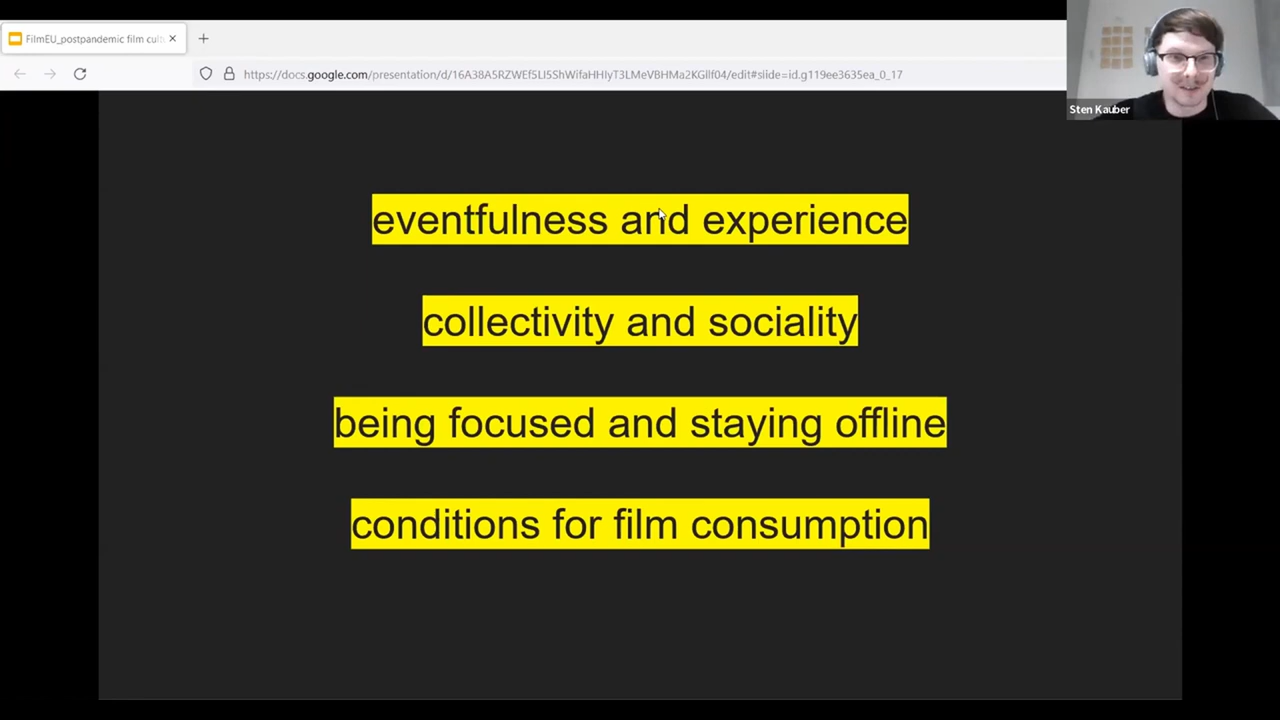 FilmEU_postpandemic film cult
https://docs.google.com/presentation/d/16A38A5RZWEf5LI5ShWifaHHIyT3LMeVBHMa2KGllf04/edit#slide=id.g119ee3635ea_0_17
Sten Kauber
eventfulness and experience
collectivity and sociality
being focused and staying offline
conditions for film consumption